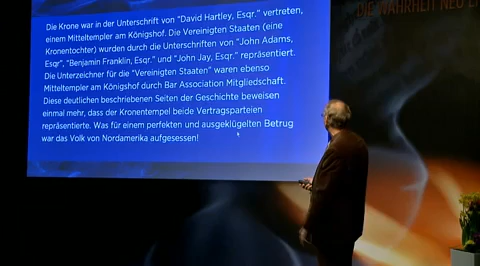 DIE WAHRHEIT NEU
Die Krone war in der Unterschrift von "David Hartley, Esqr." vertreten,
einem Mitteltempler am Königshof. Die Vereinigten Staaten (eine
Kronentochter) wurden durch die Unterschriften von "John Adams,
Esqr", "Benjamin Franklin, Esqr." und "John Jay, Esqr." repräsentiert.
Die Unterzeichner für die "Vereinigten Staaten" waren ebenso
Mitteltempler am Königshof durch Bar Association Mitgliedschaft.
Diese deutlichen beschriebenen Seiten der Geschichte beweisen
einmal mehr, dass der Kronentempel beide Vertragsparteien
repräsentierte. Was für einem perfekten und ausgeklügelten Betrug
war das Volk von Nordamerika aufgesessen!